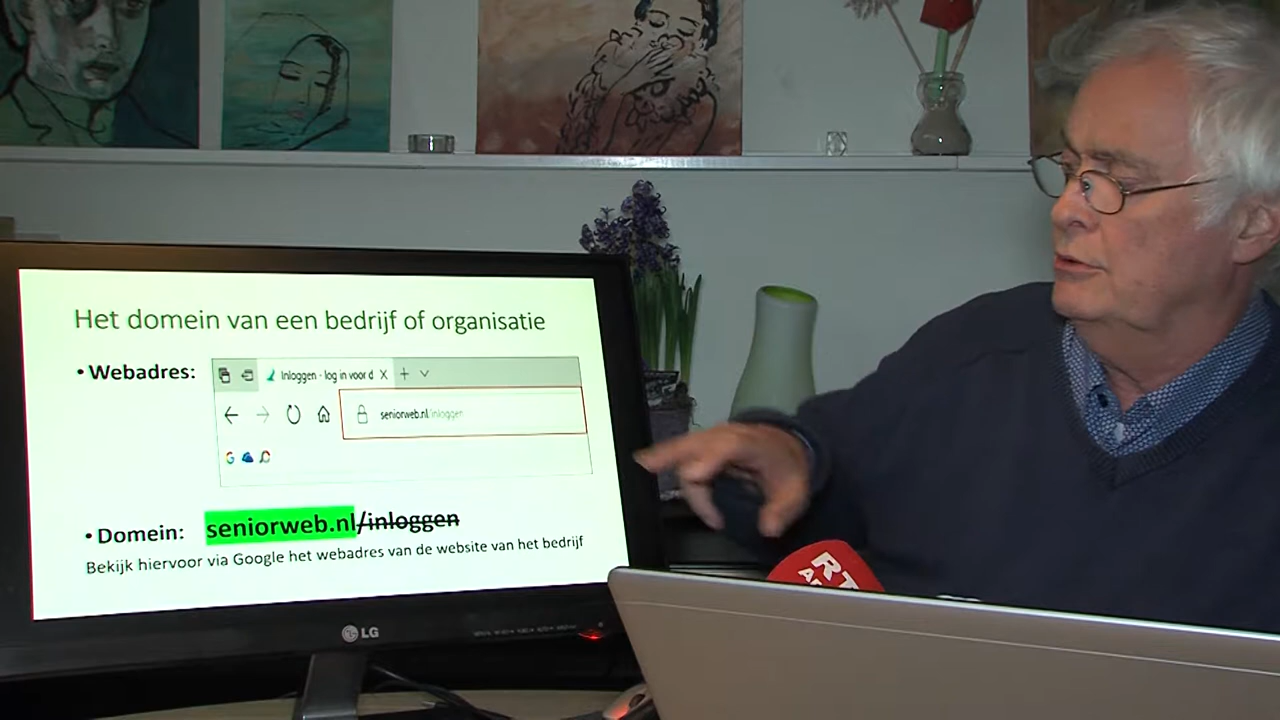 Het domein van een bedrijf of organisatie
• Webadres:
Inloggen - log in voor d X
seniorweb.nl/inloggen
• Domein: seniorweb.nl/inloggen
Bekijk hiervoor via Google het webadres van de website van het bedrijf
LG
RT